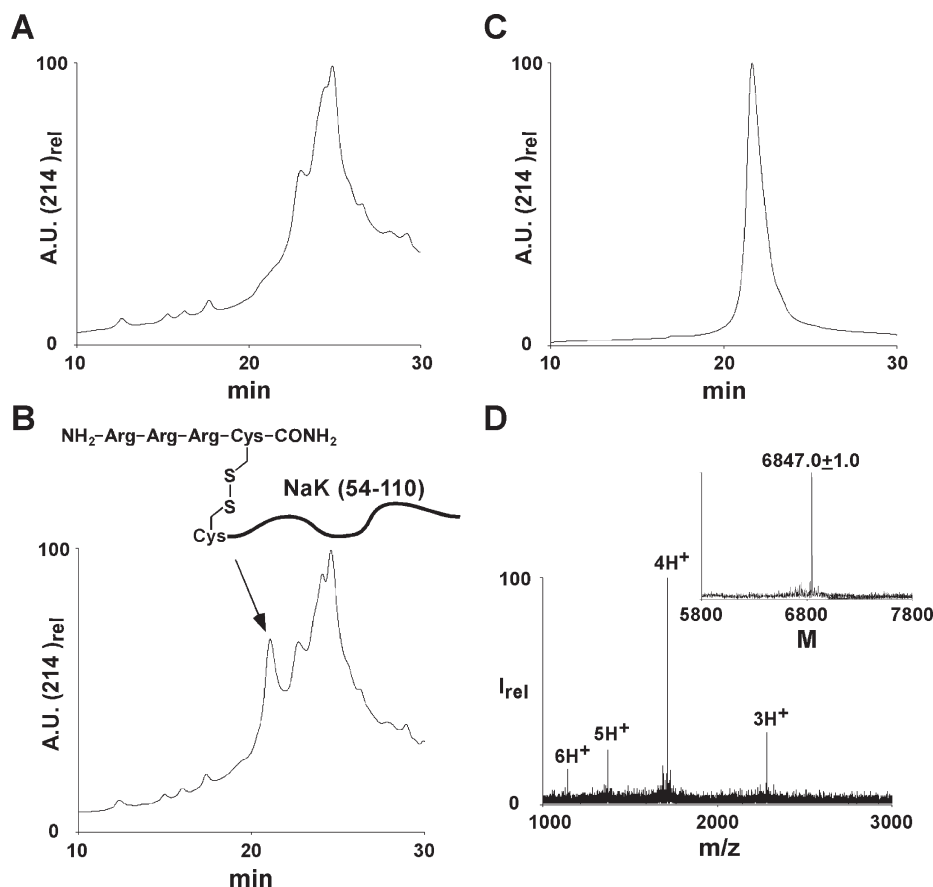 A
100
A.U. (214 )rel
0
10
20
30
min
C
100
A.U. (214 )rel
0
10
20
30
min
B
NH2-Arg-Arg-Arg-Cys-CONH2
S
S
NaK (54-110)
Cys
100
A.U. (214 )rel
0
10
20
30
min
D
6847.0±1.0
4H+
100
5800
6800
7800
M
Irel
3H+
5H+
6H+
0
1000
2000
3000
m/z